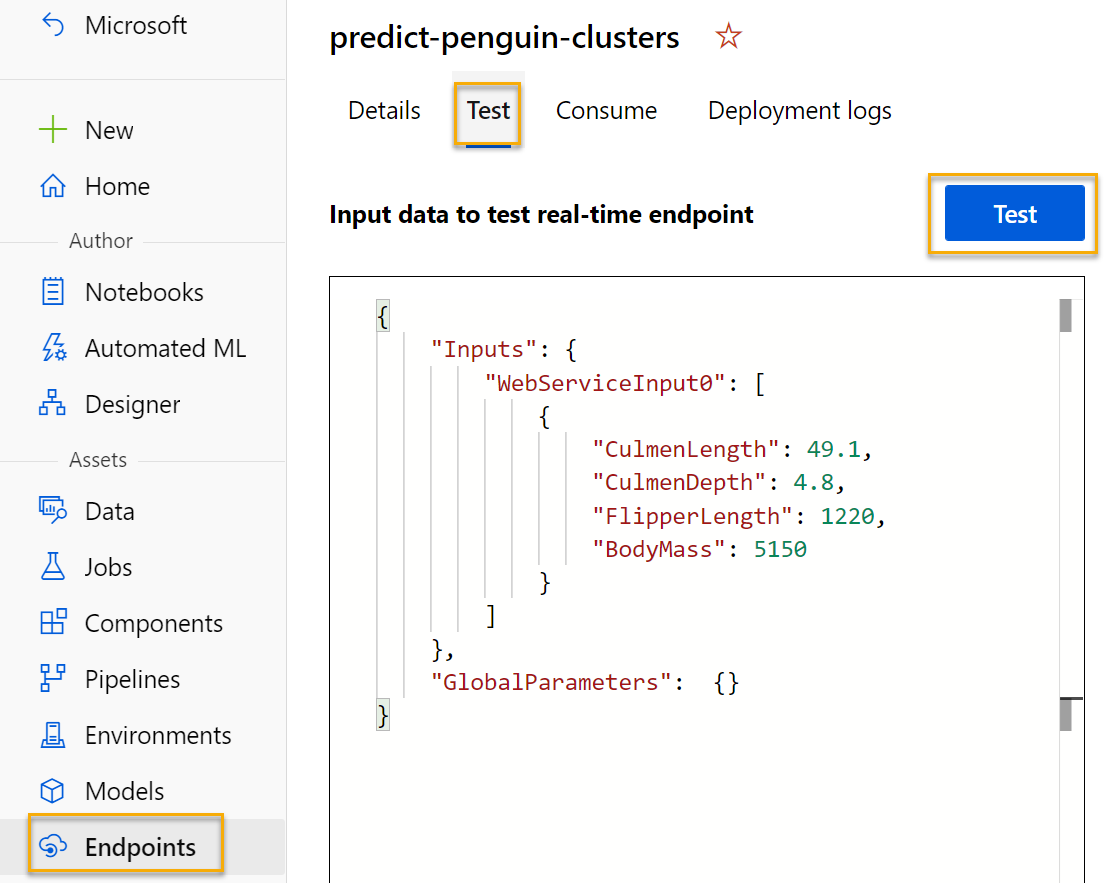 Microsoft
New
Home
Author
Notebooks
Automated ML
Designer
Assets
Data
Jobs
Components
Pipelines
Environments
Models
Endpoints
predict-penguin-clusters
Details Test Consume Deployment logs
Input data to test real-time endpoint
Test
{
"Inputs": {
"WebServiceInput0": [
{
"CulmenLength": 49.1,
"CulmenDepth": 4.8,
"FlipperLength": 1220,
"BodyMass": 5150
}
]
},
"GlobalParameters": {}
}